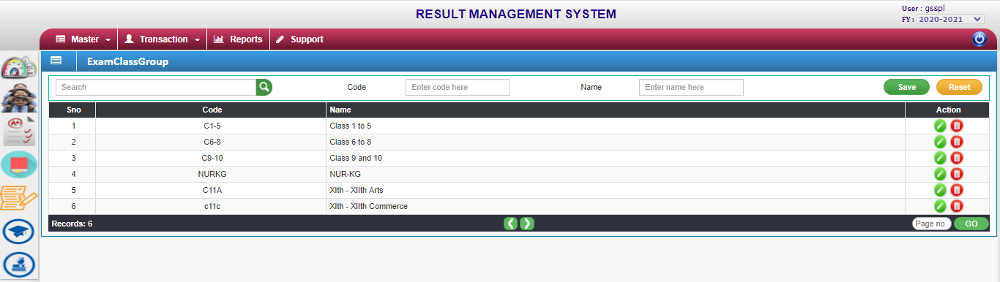 RESULT MANAGEMENT SYSTEM
User : gsspl
FY : 2020-2021
Master Transaction Reports Support
ExamClassGroup
Search Code Enter code here Name Enter name here Save Reset
Sno Code Name Action
1 C1-5 Class 1 to 5
2 C6-8 Class 6 to 8
3 C9-10 Class 9 and 10
4 NURKG NUR-KG
5 C11A XIth - XIIth Arts
6 c11c XIth - XIIth Commerce
Records: 6 Page no. GO
A+